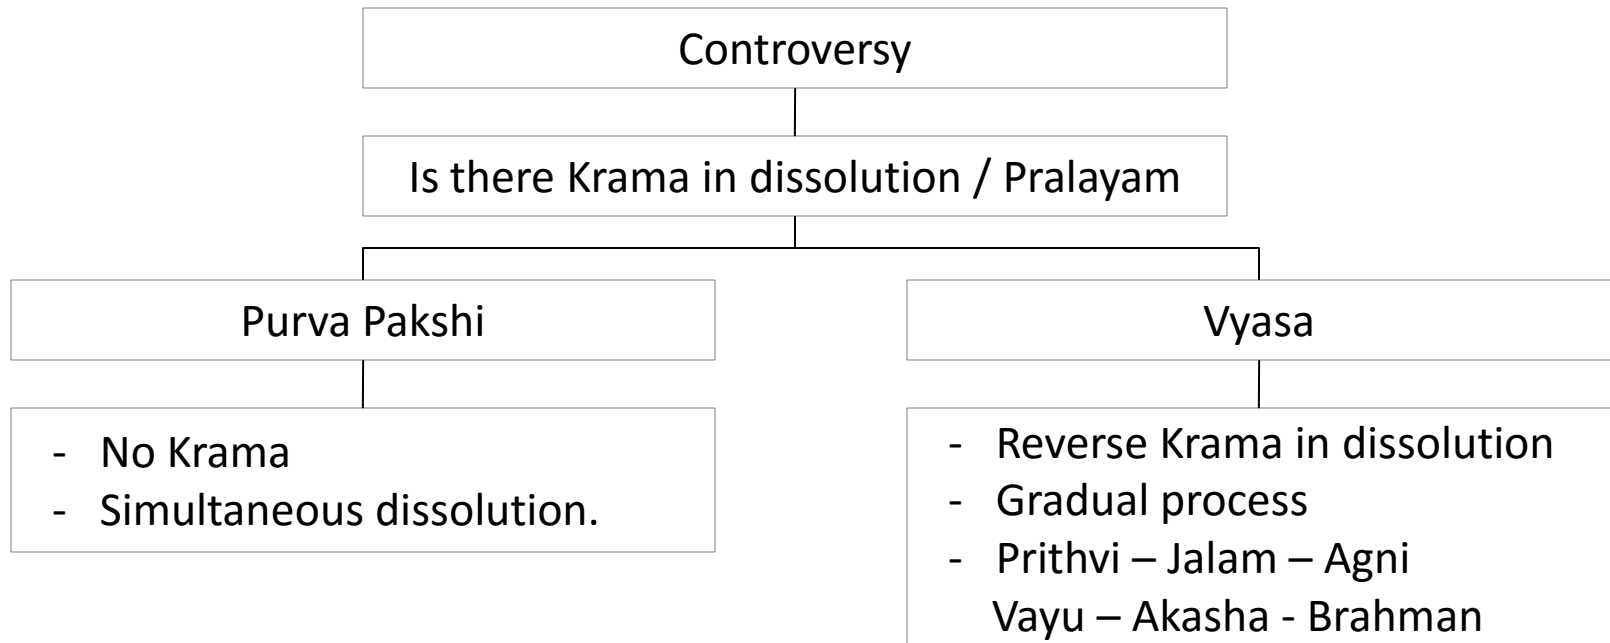 Controversy
Is there Krama in dissolution / Pralayam
Purva Pakshi
- No Krama
- Simultaneous dissolution.
Vyasa
- Reverse Krama in dissolution
- Gradual process
- Prithvi – Jalam – Agni
Vayu – Akasha - Brahman